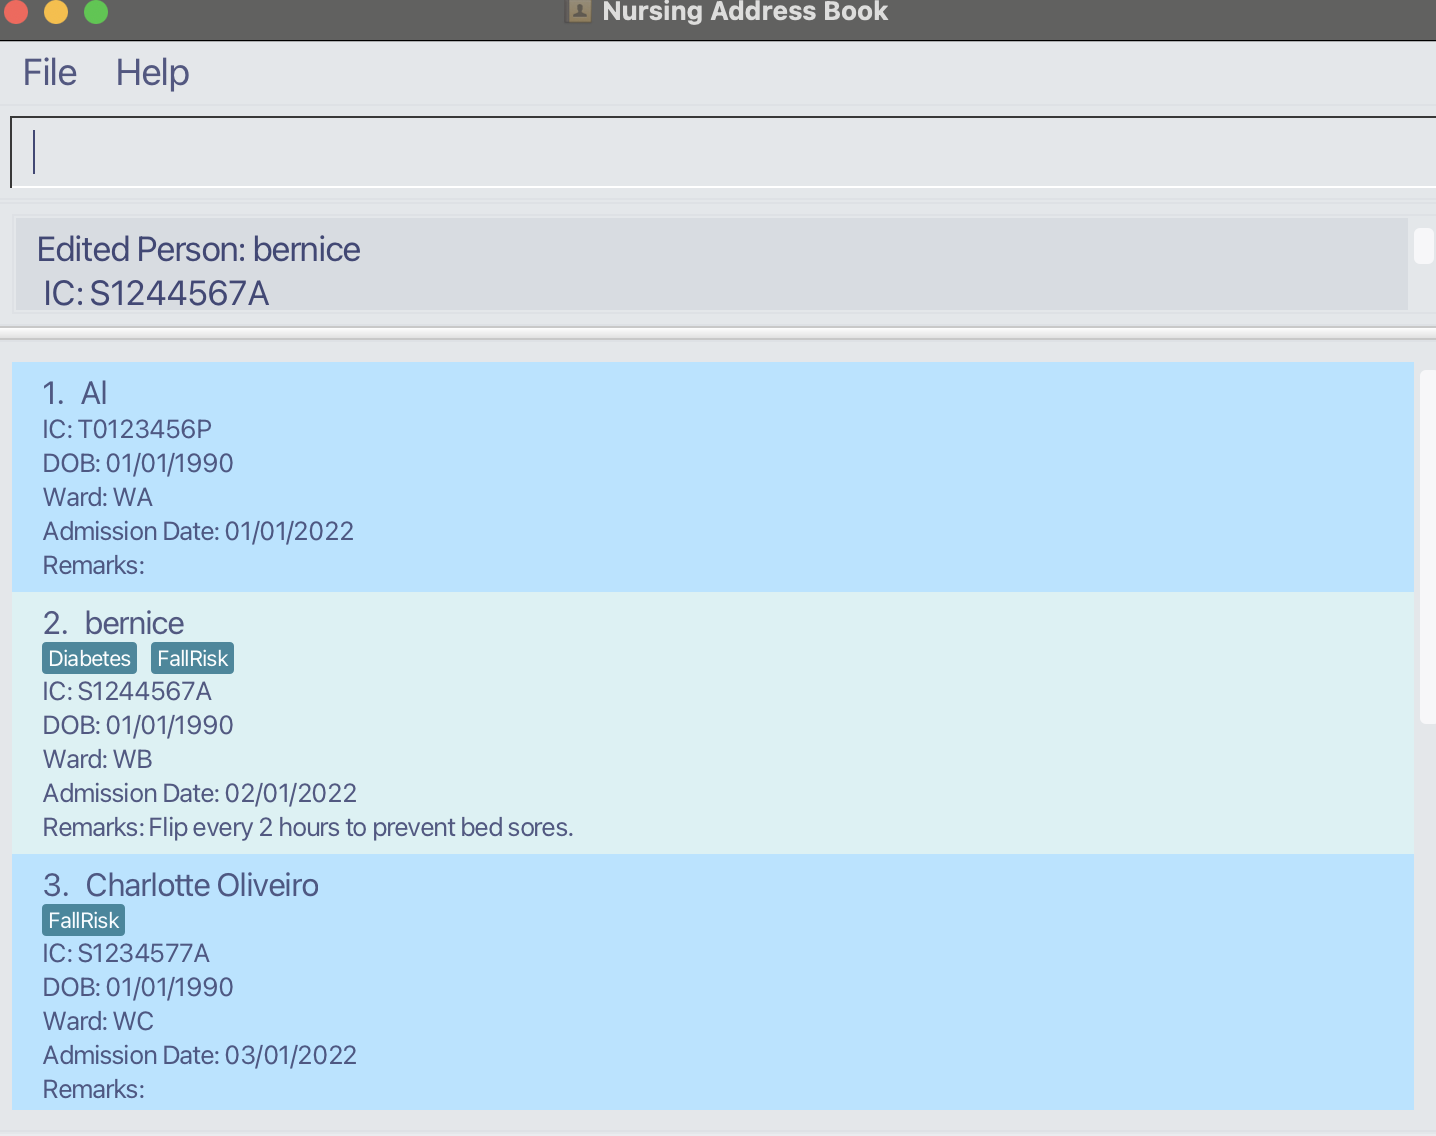 Nursing Address Book
File Help
Edited Person: bernice
IC: S1244567A
1. Al
IC: T0123456P
DOB: 01/01/1990
Ward: WA
Admission Date: 01/01/2022
Remarks:
2. bernice
Diabetes FallRisk
IC: S1244567A
DOB: 01/01/1990
Ward: WB
Admission Date: 02/01/2022
Remarks: Flip every 2 hours to prevent bed sores.
3. Charlotte Oliveiro
FallRisk
IC: S1234577A
DOB: 01/01/1990
Ward: WC
Admission Date: 03/01/2022
Remarks: